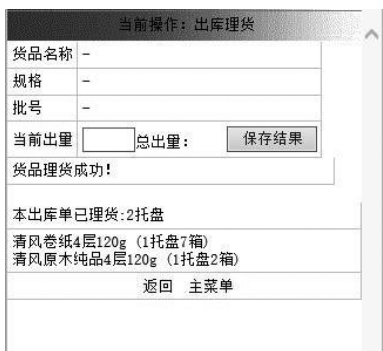 当前操作: 出库理货
货品名称 -
规格 -
批号 -
当前出量 总出量: 保存结果
货品理货成功!
本出库单已理货:2托盘
清风卷纸4层120g (1托盘7箱)
清风原木纯品4层120g (1托盘2箱)
返回 主菜单